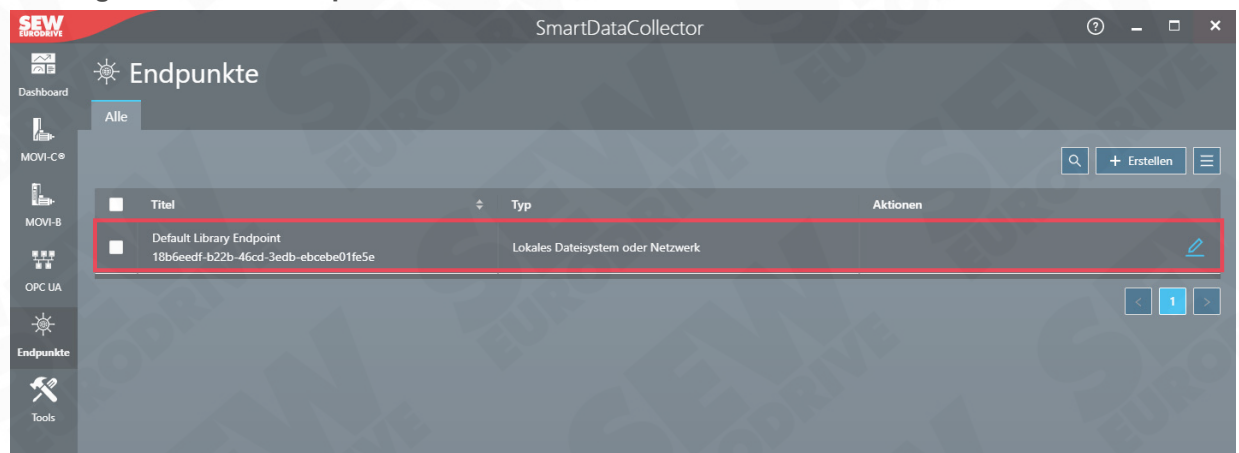 SEW
EURODRIVE
SmartDataCollector
Dashboard
Endpunkte
Alle
MOVI-C®
+ Erstellen
MOVI-B
Titel Typ Aktionen
Default Library Endpoint
18b6eedf-b22b-46cd-3edb-ebcebe01fe5e
Lokales Dateisystem oder Netzwerk
OPC UA
< 1 >
Endpunkte
Tools